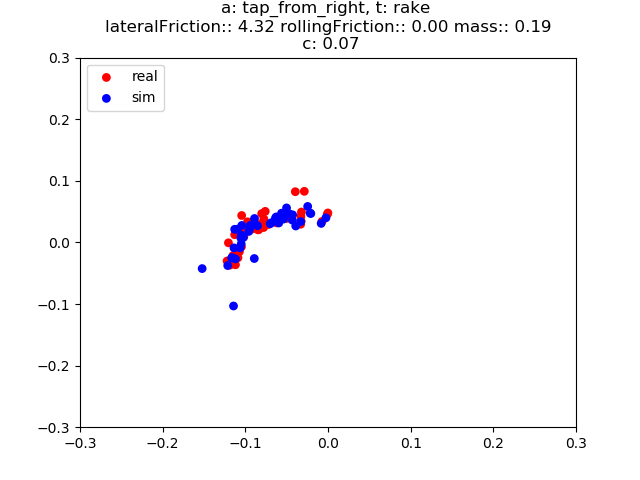 a: tap_from_right, t: rake
lateralFriction:: 4.32 rollingFriction:: 0.00 mass:: 0.19
c: 0.07
real
sim
0.3
0.2
0.1
0.0
−0.1
−0.2
−0.3
−0.3 −0.2 −0.1 0.0 0.1 0.2 0.3